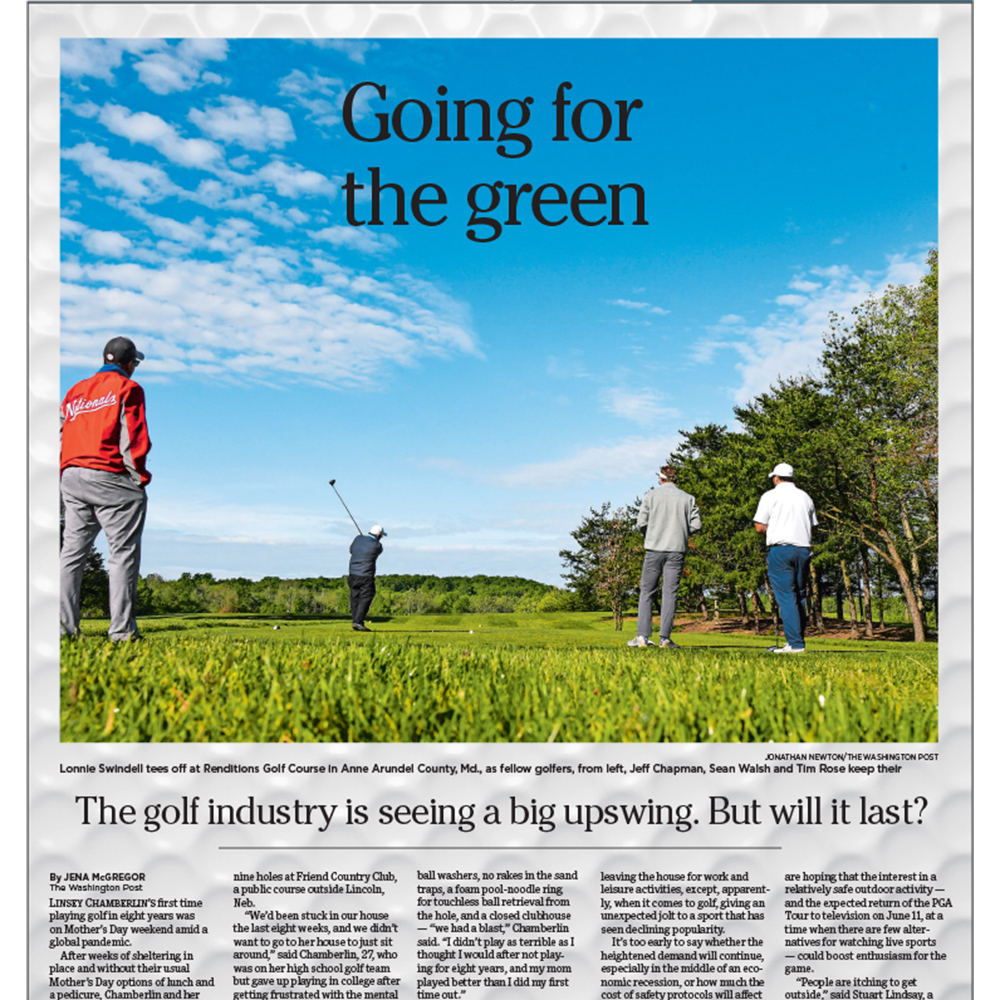 Going for
the green
Nationals
JONATHAN NEWTON/THE WASHINGTON POST
Lonnie Swindell tees off at Renditions Golf Course in Anne Arundel County, Md., as fellow golfers, from left, Jeff Chapman, Sean Walsh and Tim Rose keep their
The golf industry is seeing a big upswing. But will it last?
By JENA McGREGOR
The Washington Post
LINSEY CHAMBERLIN'S first time
playing golf in eight years was
on Mother's Day weekend amid a
global pandemic.
After weeks of sheltering in
place and without their usual
Mother's Day options of lunch and
a pedicure, Chamberlin and her
nine holes at Friend Country Club,
a public course outside Lincoln,
Neb.
"We'd been stuck in our house
the last eight weeks, and we didn't
want to go to her house to just sit
around," said Chamberlin, 27, who
was on her high school golf team
but gave up playing in college after
getting frustrated with the mental
ball washers, no rakes in the sand
traps, a foam pool-noodle ring
for touchless ball retrieval from
the hole, and a closed clubhouse
— "we had a blast," Chamberlin
said. "I didn't play as terrible as I
thought I would after not play-
ing for eight years, and my mom
played better than I did my first
time out."
leaving the house for work and
leisure activities, except, apparent-
ly, when it comes to golf, giving an
unexpected jolt to a sport that has
seen declining popularity.
It's too early to say whether the
heightened demand will continue,
especially in the middle of an eco-
nomic recession, or how much the
cost of safety protocols will affect
are hoping that the interest in a
relatively safe outdoor activity —
and the expected return of the PGA
Tour to television on June 11, at a
time when there are few alter-
natives for watching live sports
— could boost enthusiasm for the
game.
"People are itching to get
outside," said Stuart Lindsay, a